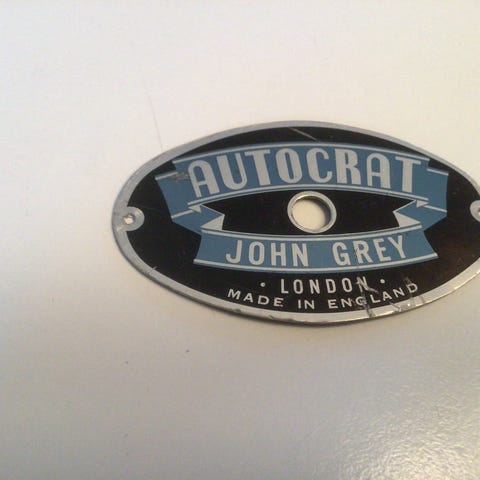 AUTOCRAT
JOHN GREY
· LONDON ·
MADE IN ENGLAND